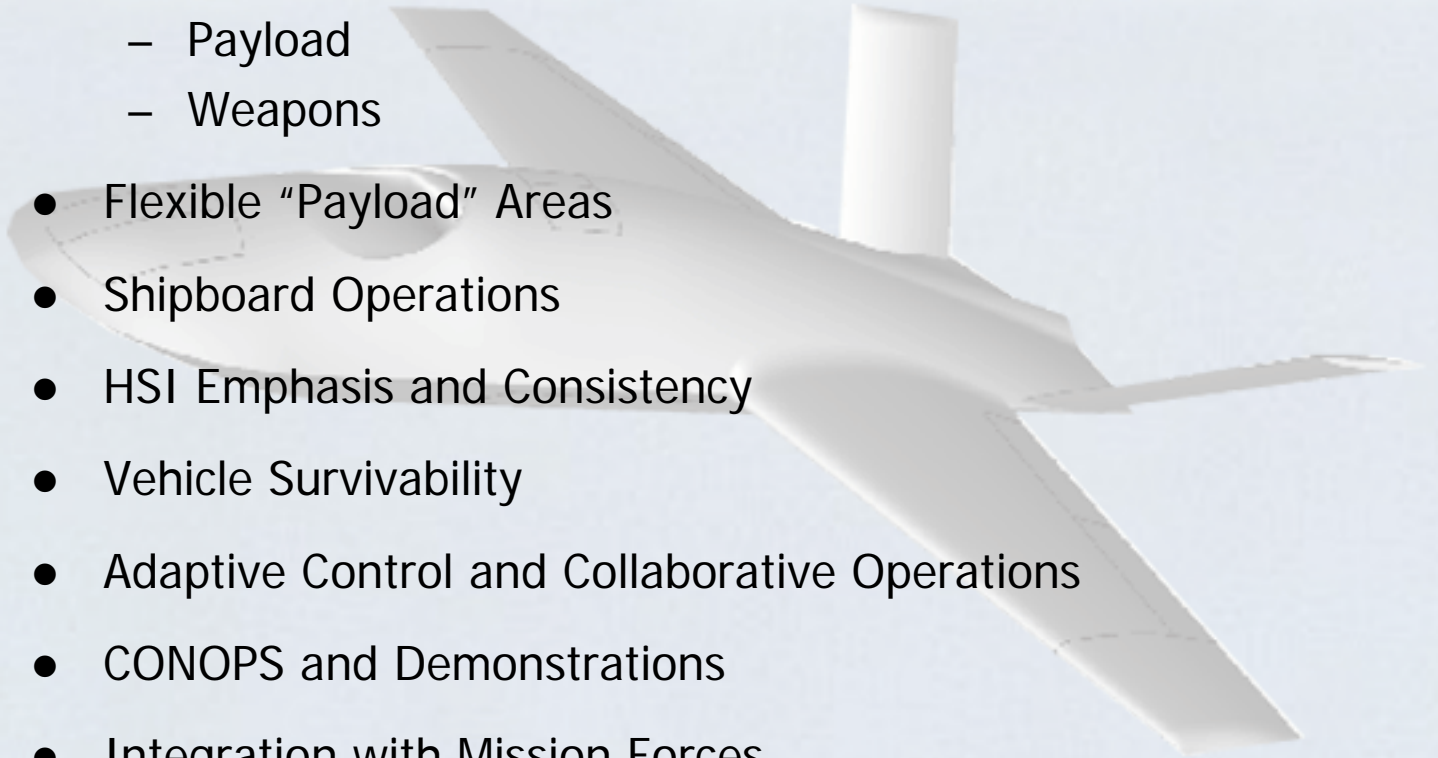 – Payload
– Weapons
● Flexible “Payload” Areas
● Shipboard Operations
● HSI Emphasis and Consistency
● Vehicle Survivability
● Adaptive Control and Collaborative Operations
● CONOPS and Demonstrations
● Integration with Mission Forces